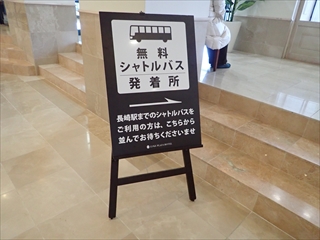 無料
シャトルバス
発着所
長崎駅までのシャトルバスを
ご利用の方は、こちらから
並んでお待ちくださいませ